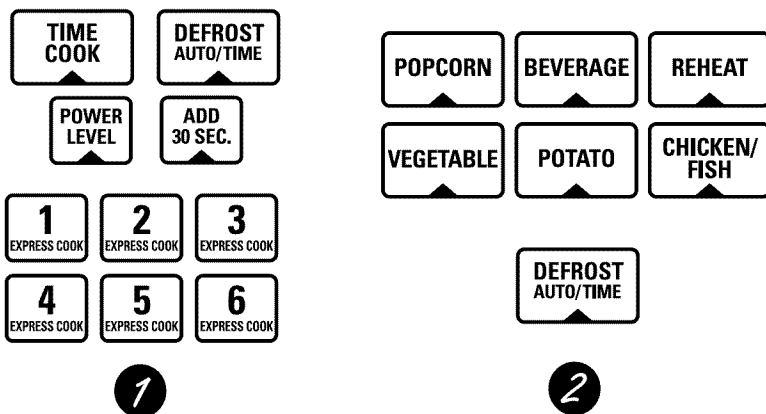 TIME
COOK
DEFROST
AUTO/TIME
POWER
LEVEL
ADD
30 SEC.
1
EXPRESS COOK
2
EXPRESS COOK
3
EXPRESS COOK
4
EXPRESS COOK
5
EXPRESS COOK
6
EXPRESS COOK
1
POPCORN
BEVERAGE
REHEAT
VEGETABLE
POTATO
CHICKEN/
FISH
DEFROST
AUTO/TIME
2